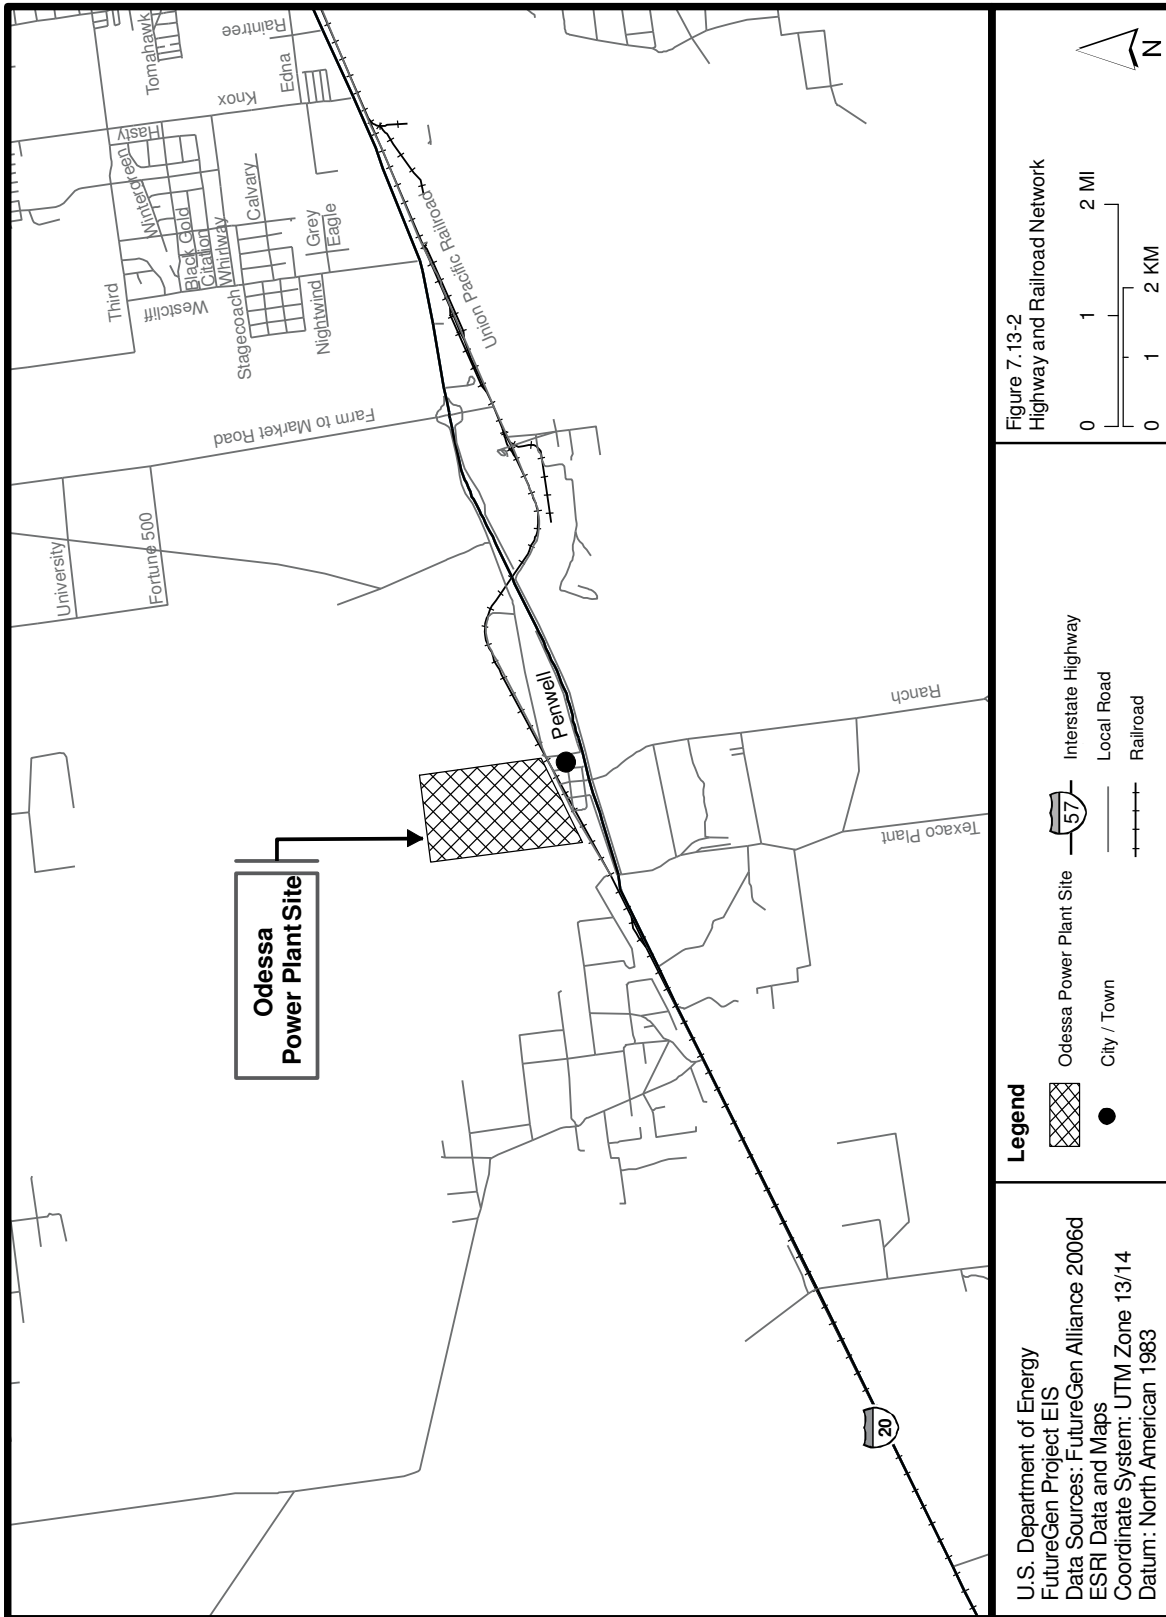 Tomahawk
Raintree
Edna
Knox
Hasty
Wintergreen
Black Gold
Citation
Whirlway
Calvary
Grey
Eagle
Third
Westcliff
Stagecoach
Nightwind
Union Pacific Railroad
Farm to Market Road
University
Fortune 500
Penwell
Ranch
Texaco Plant
Odessa
Power Plant Site
20
U.S. Department of Energy
FutureGen Project EIS
Data Sources: FutureGen Alliance 2006d
ESRI Data and Maps
Coordinate System: UTM Zone 13/14
Datum: North American 1983
Legend
Odessa Power Plant Site
City / Town
57
Interstate Highway
Local Road
Railroad
Figure 7.13-2
Highway and Railroad Network
0 1 2 MI
0 1 2 KM
N